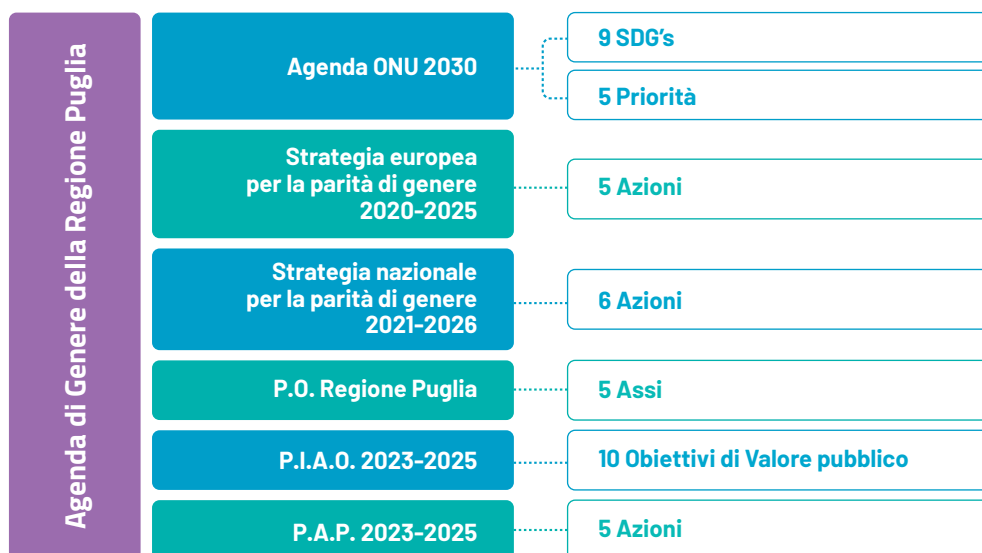 Agenda di Genere della Regione Puglia
Agenda ONU 2030
9 SDG's
5 Priorità
Strategia europea
per la parità di genere
2020-2025
5 Azioni
Strategia nazionale
per la parità di genere
2021-2026
6 Azioni
P.O. Regione Puglia
5 Assi
P.I.A.O. 2023-2025
10 Obiettivi di Valore pubblico
P.A.P. 2023-2025
5 Azioni